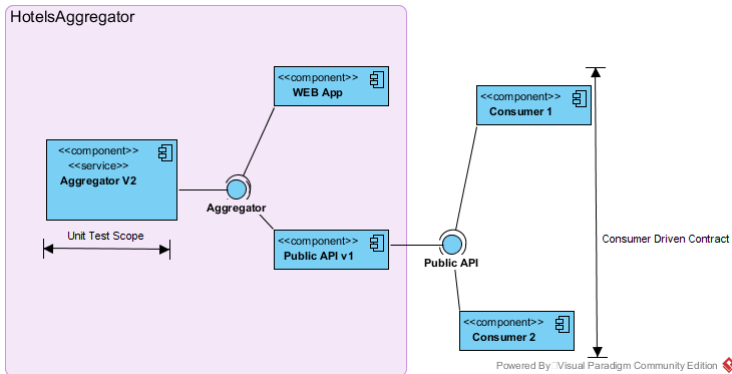 HotelsAggregator
<<component>>
WEB App
<<component>>
Consumer 1
<<component>>
<<service>>
Aggregator V2
Aggregator
Unit Test Scope
<<component>>
Public API v1
Public API
Consumer Driven Contract
<<component>>
Consumer 2
Powered By Visual Paradigm Community Edition